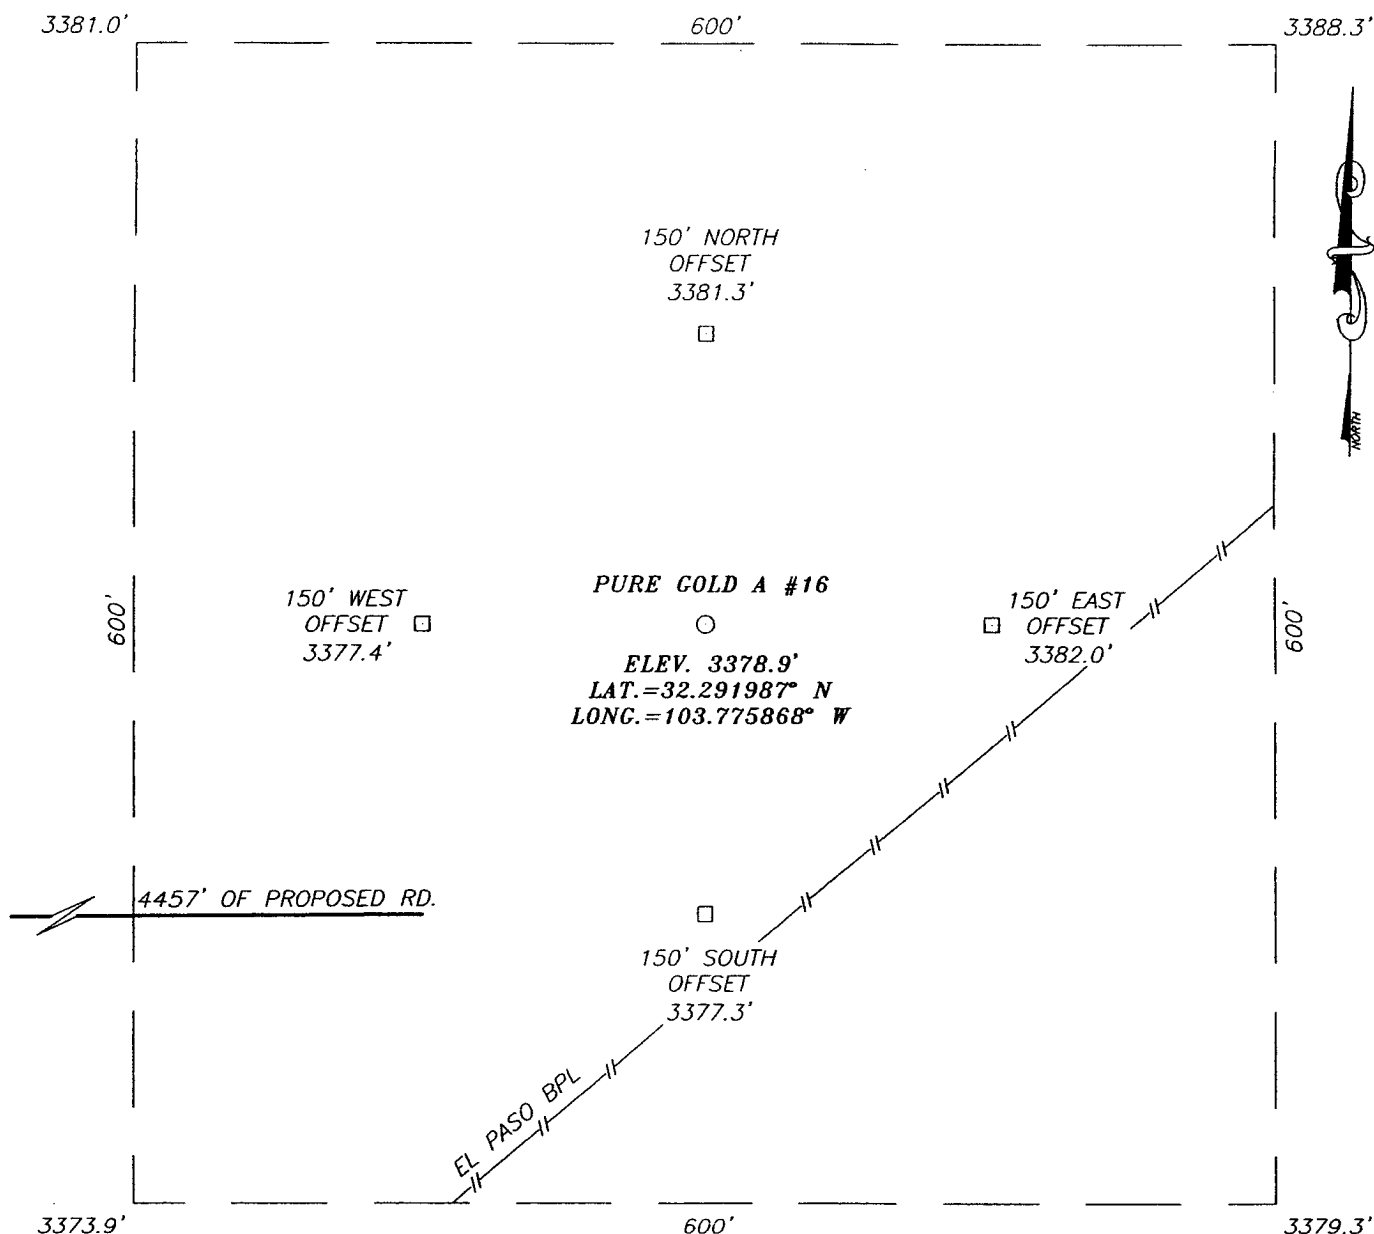 3381.0'
600'
3388.3'
150' NORTH
OFFSET
3381.3'
NORTH
600'
150' WEST
OFFSET
3377.4'
PURE GOLD A #16
ELEV. 3378.9'
LAT.=32.291987° N
LONG.=103.775868° W
150' EAST
OFFSET
3382.0'
600'
4457' OF PROPOSED RD.
150' SOUTH
OFFSET
3377.3'
EL PASO BPL
3373.9'
600'
3379.3'